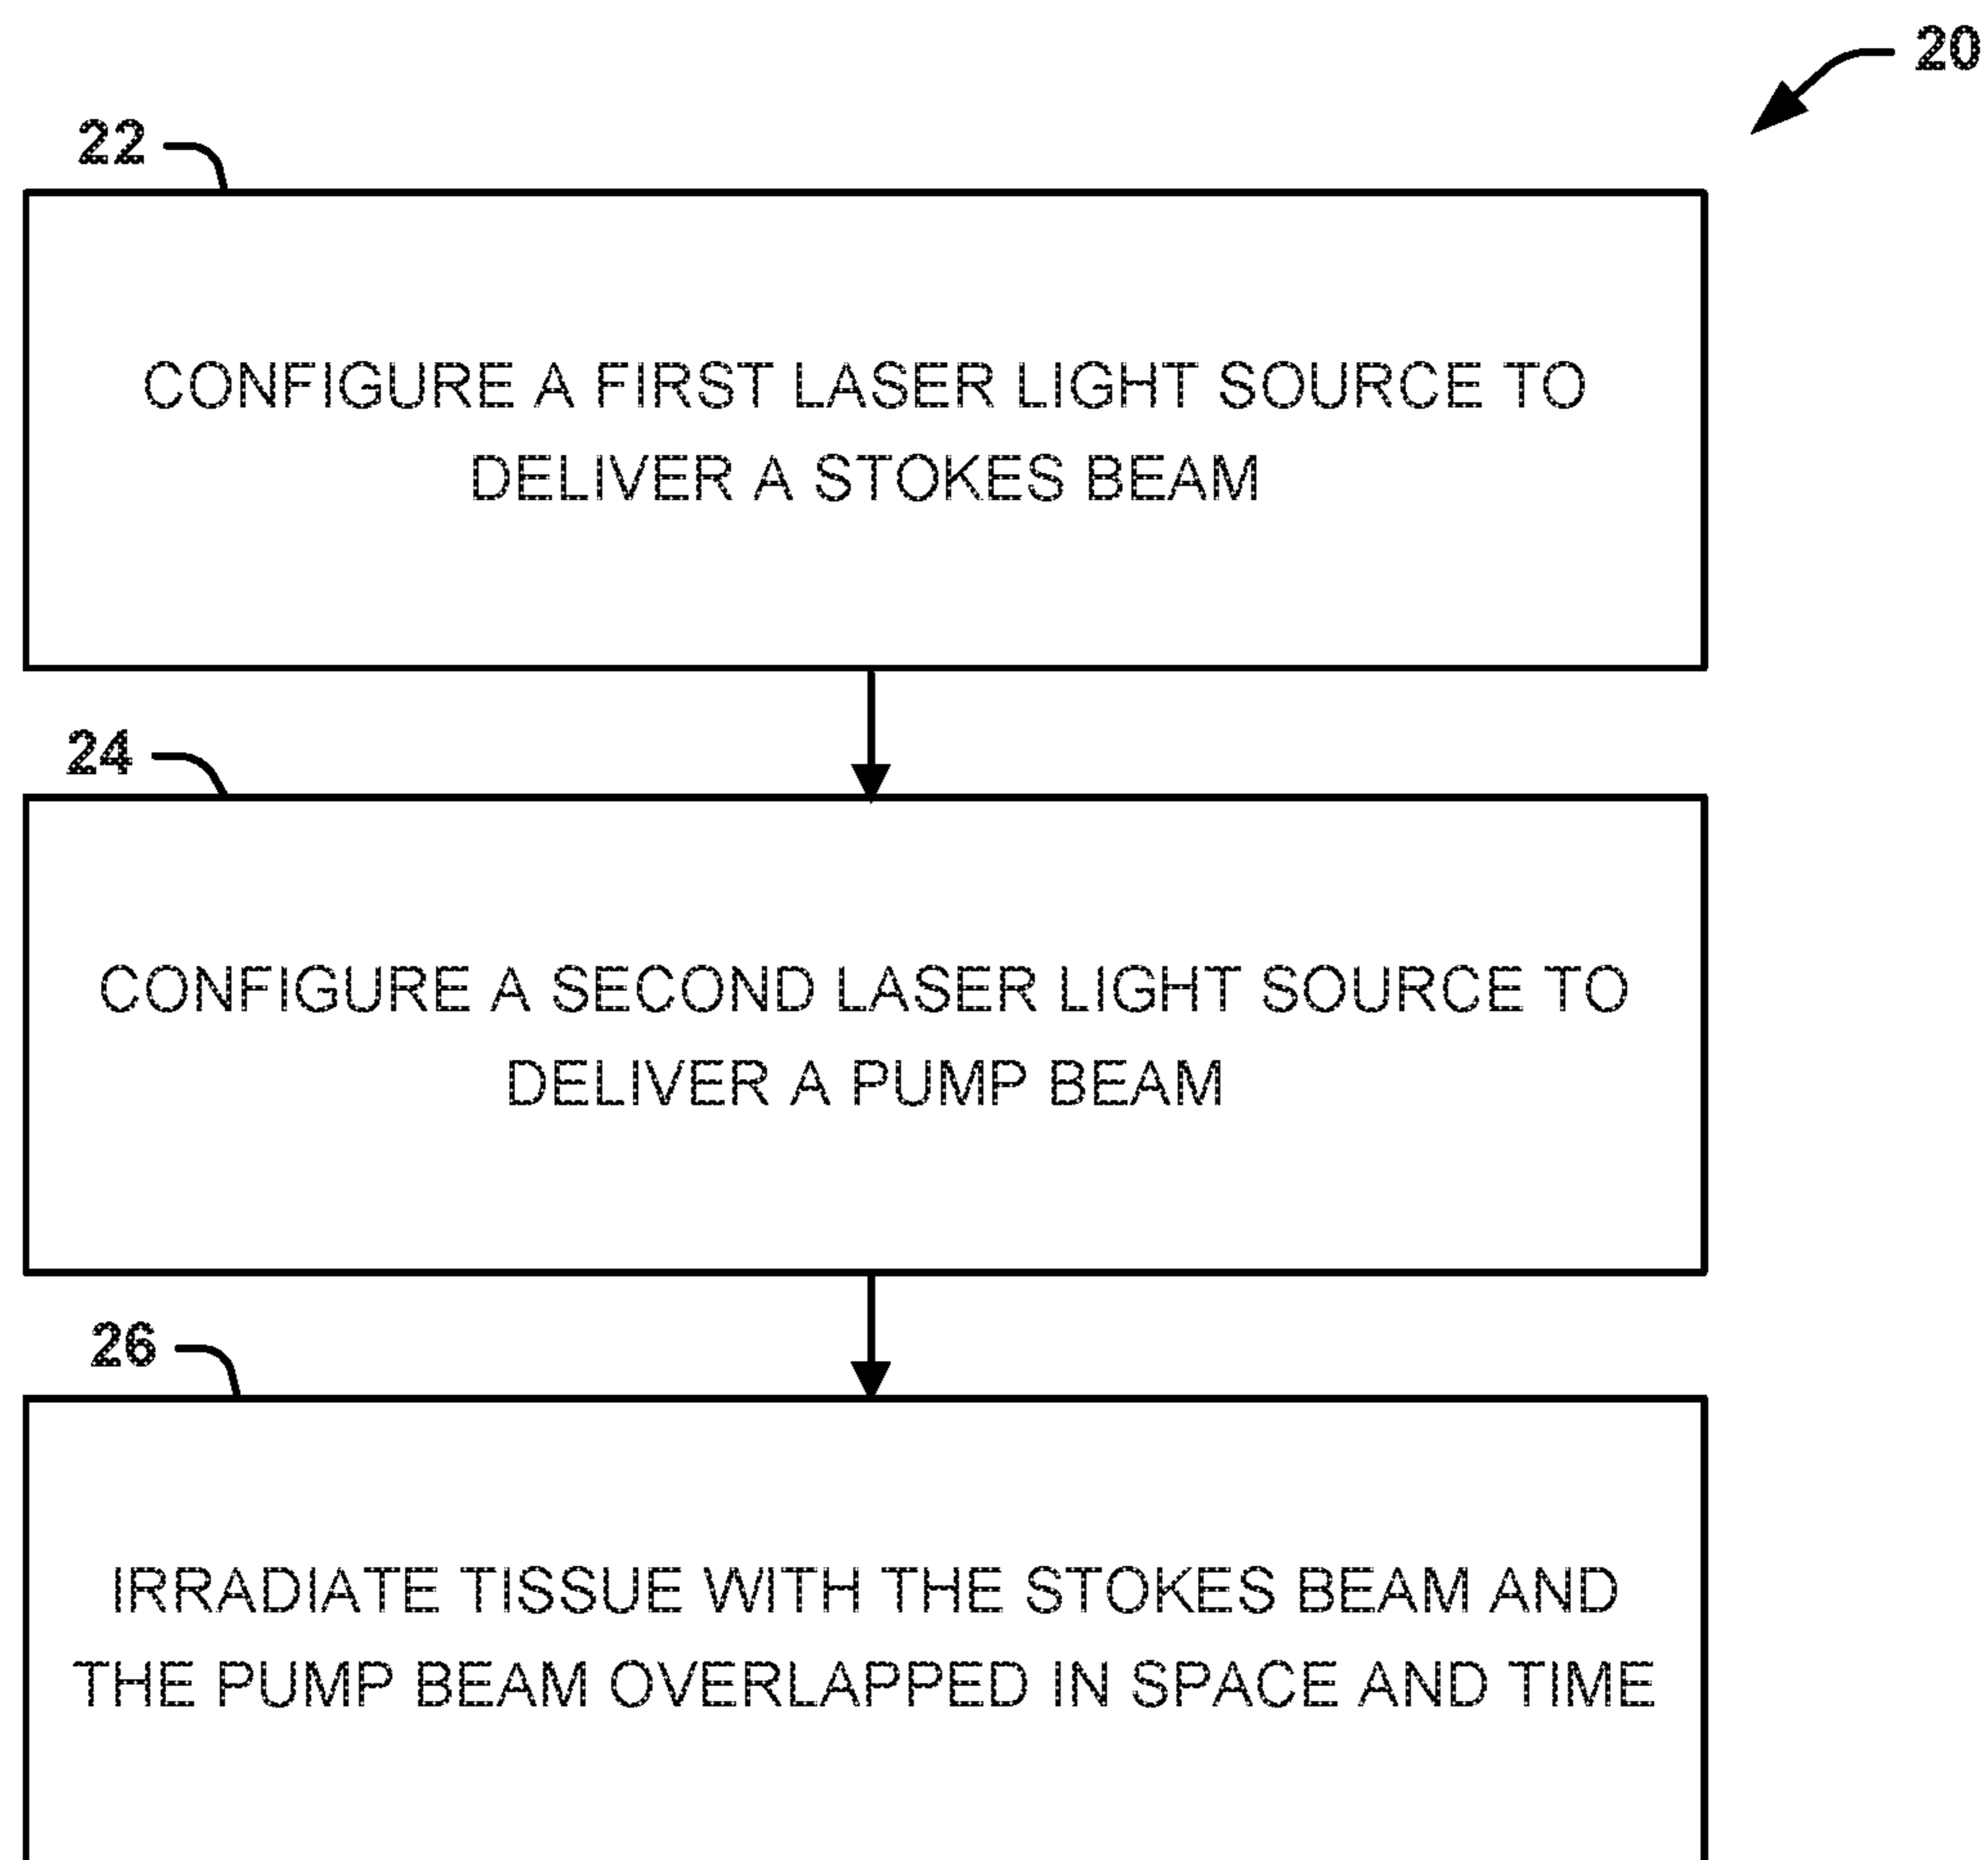 20
22
CONFIGURE A FIRST LASER LIGHT SOURCE TO
DELIVER A STOKES BEAM
24
CONFIGURE A SECOND LASER LIGHT SOURCE TO
DELIVER A PUMP BEAM
26
IRRADIATE TISSUE WITH THE STOKES BEAM AND
THE PUMP BEAM OVERLAPPED IN SPACE AND TIME